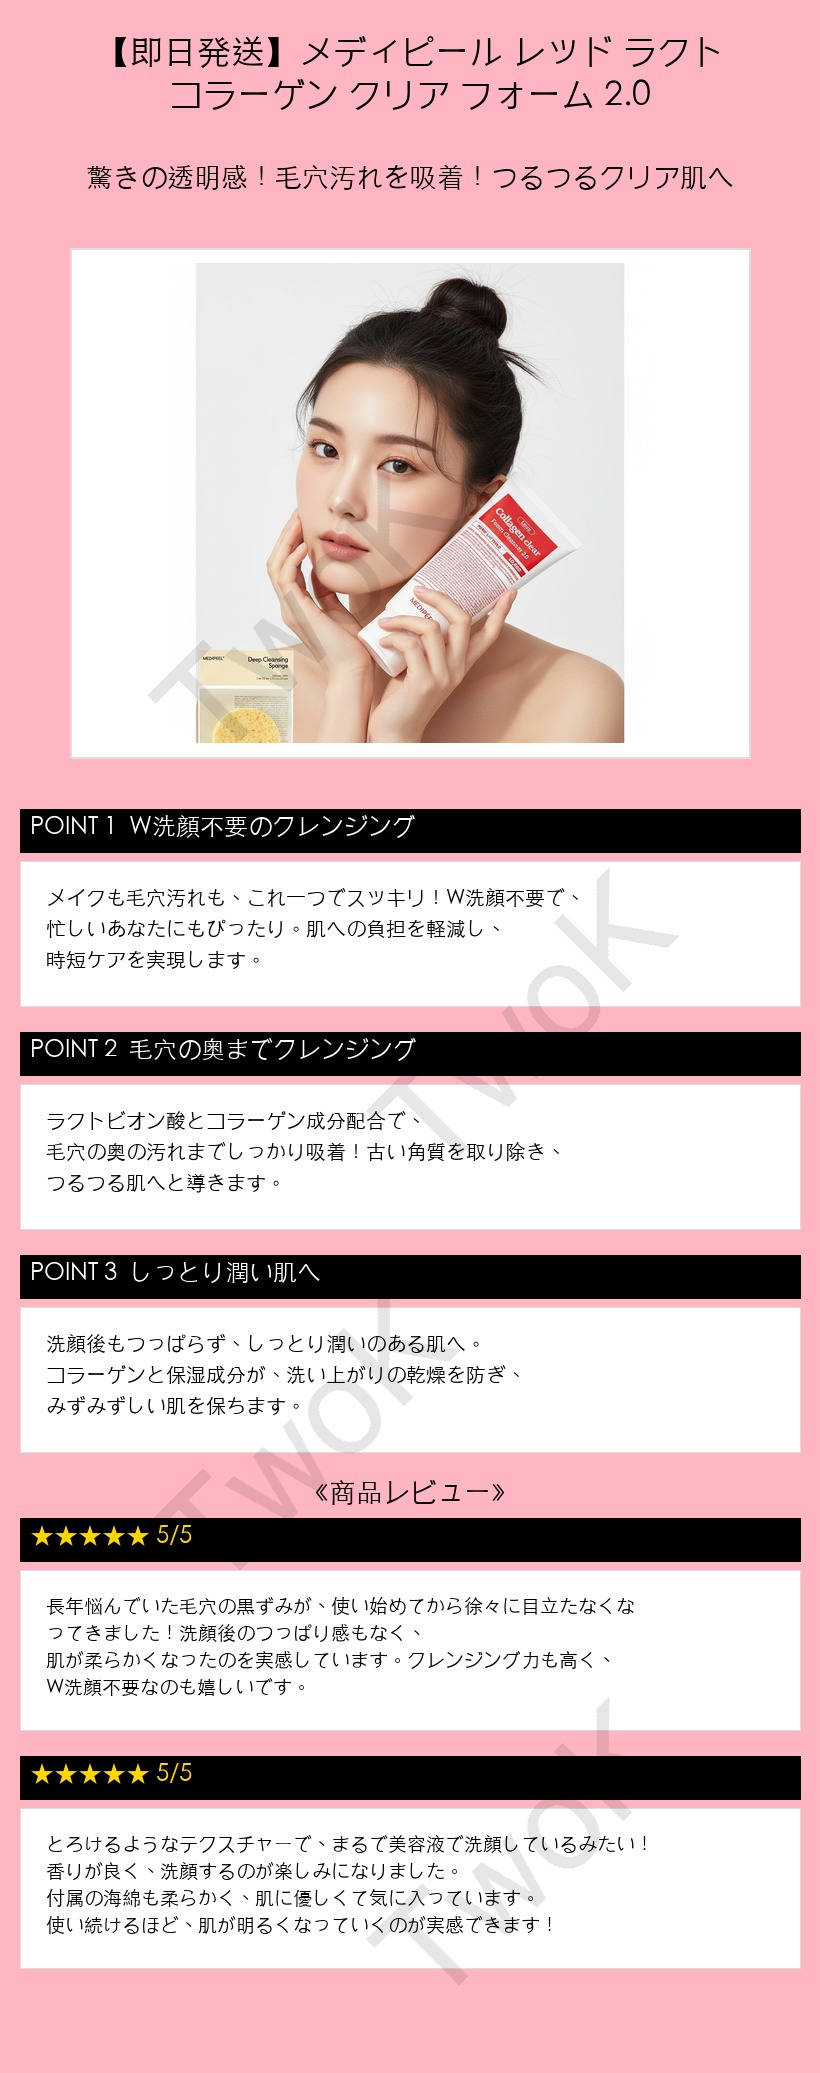 【即日発送】メディピール レッド ラクト
コラーゲン クリア フォーム 2.0
驚きの透明感！毛穴汚れを吸着！つるつるクリア肌へ
Lacto
Collagen clear
Foam Cleanser 2.0
MEDIPEEL
MEDIPEEL+
Deep Cleansing
Sponge
TwoK
POINT 1 W洗顔不要のクレンジング
メイクも毛穴汚れも、これ一つでスッキリ！W洗顔不要で、
忙しいあなたにもぴったり。肌への負担を軽減し、
時短ケアを実現します。
TwoK
POINT 2 毛穴の奥までクレンジング
ラクトビオン酸とコラーゲン成分配合で、
毛穴の奥の汚れまでしっかり吸着！古い角質を取り除き、
つるつる肌へと導きます。
POINT 3 しっとり潤い肌へ
洗顔後もつっぱらず、しっとり潤いのある肌へ。
コラーゲンと保湿成分が、洗い上がりの乾燥を防ぎ、
みずみずしい肌を保ちます。
TwoK
《商品レビュー》
★★★★★ 5/5
長年悩んでいた毛穴の黒ずみが、使い始めてから徐々に目立たなくな
ってきました！洗顔後のつっぱり感もなく、
肌が柔らかくなったのを実感しています。クレンジング力も高く、
W洗顔不要なのも嬉しいです。
★★★★★ 5/5
とろけるようなテクスチャーで、まるで美容液で洗顔しているみたい！
香りが良く、洗顔するのが楽しみになりました。
付属の海綿も柔らかく、肌に優しくて気に入っています。
使い続けるほど、肌が明るくなっていくのが実感できます！
TwoK